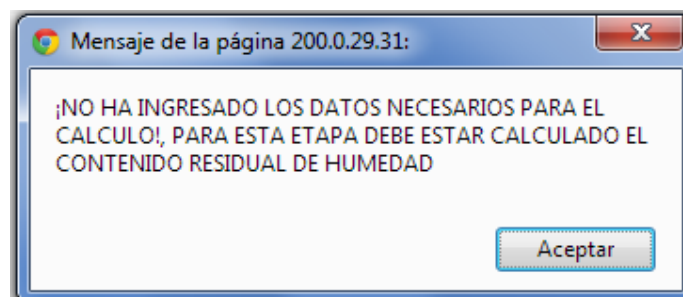 Mensaje de la página 200.0.29.31:
¡NO HA INGRESADO LOS DATOS NECESARIOS PARA EL
CALCULO!, PARA ESTA ETAPA DEBE ESTAR CALCULADO EL
CONTENIDO RESIDUAL DE HUMEDAD
Aceptar